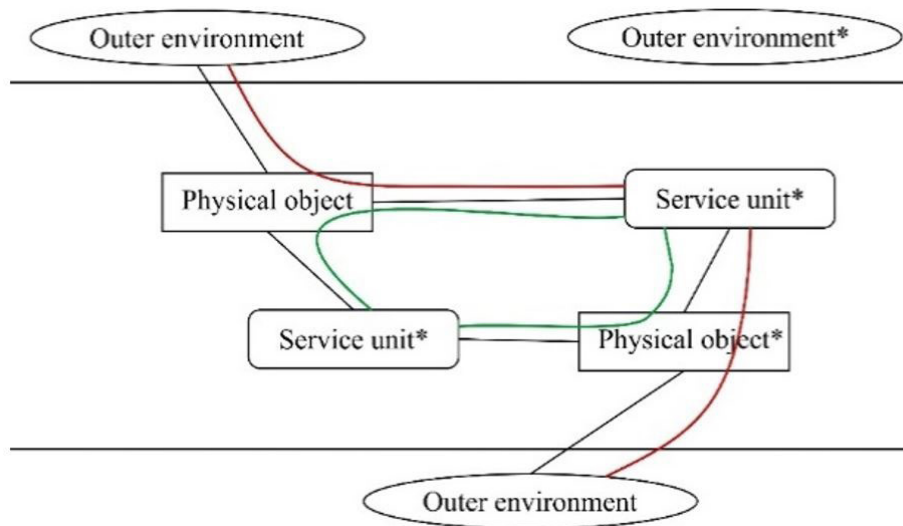 Outer environment
Outer environment*
Physical object
Service unit*
Service unit*
Physical object*
Outer environment